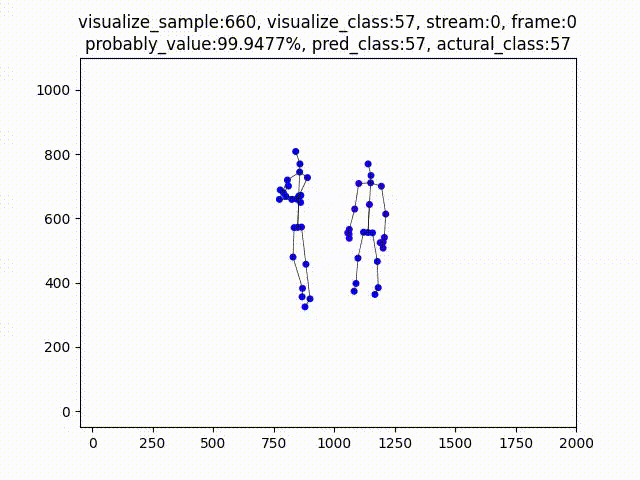 visualize_sample:660, visualize_class:57, stream:0, frame:0
probably_value:99.9477%, pred_class:57, actural_class:57
1000
800
600
400
200
0
0 250 500 750 1000 1250 1500 1750 2000